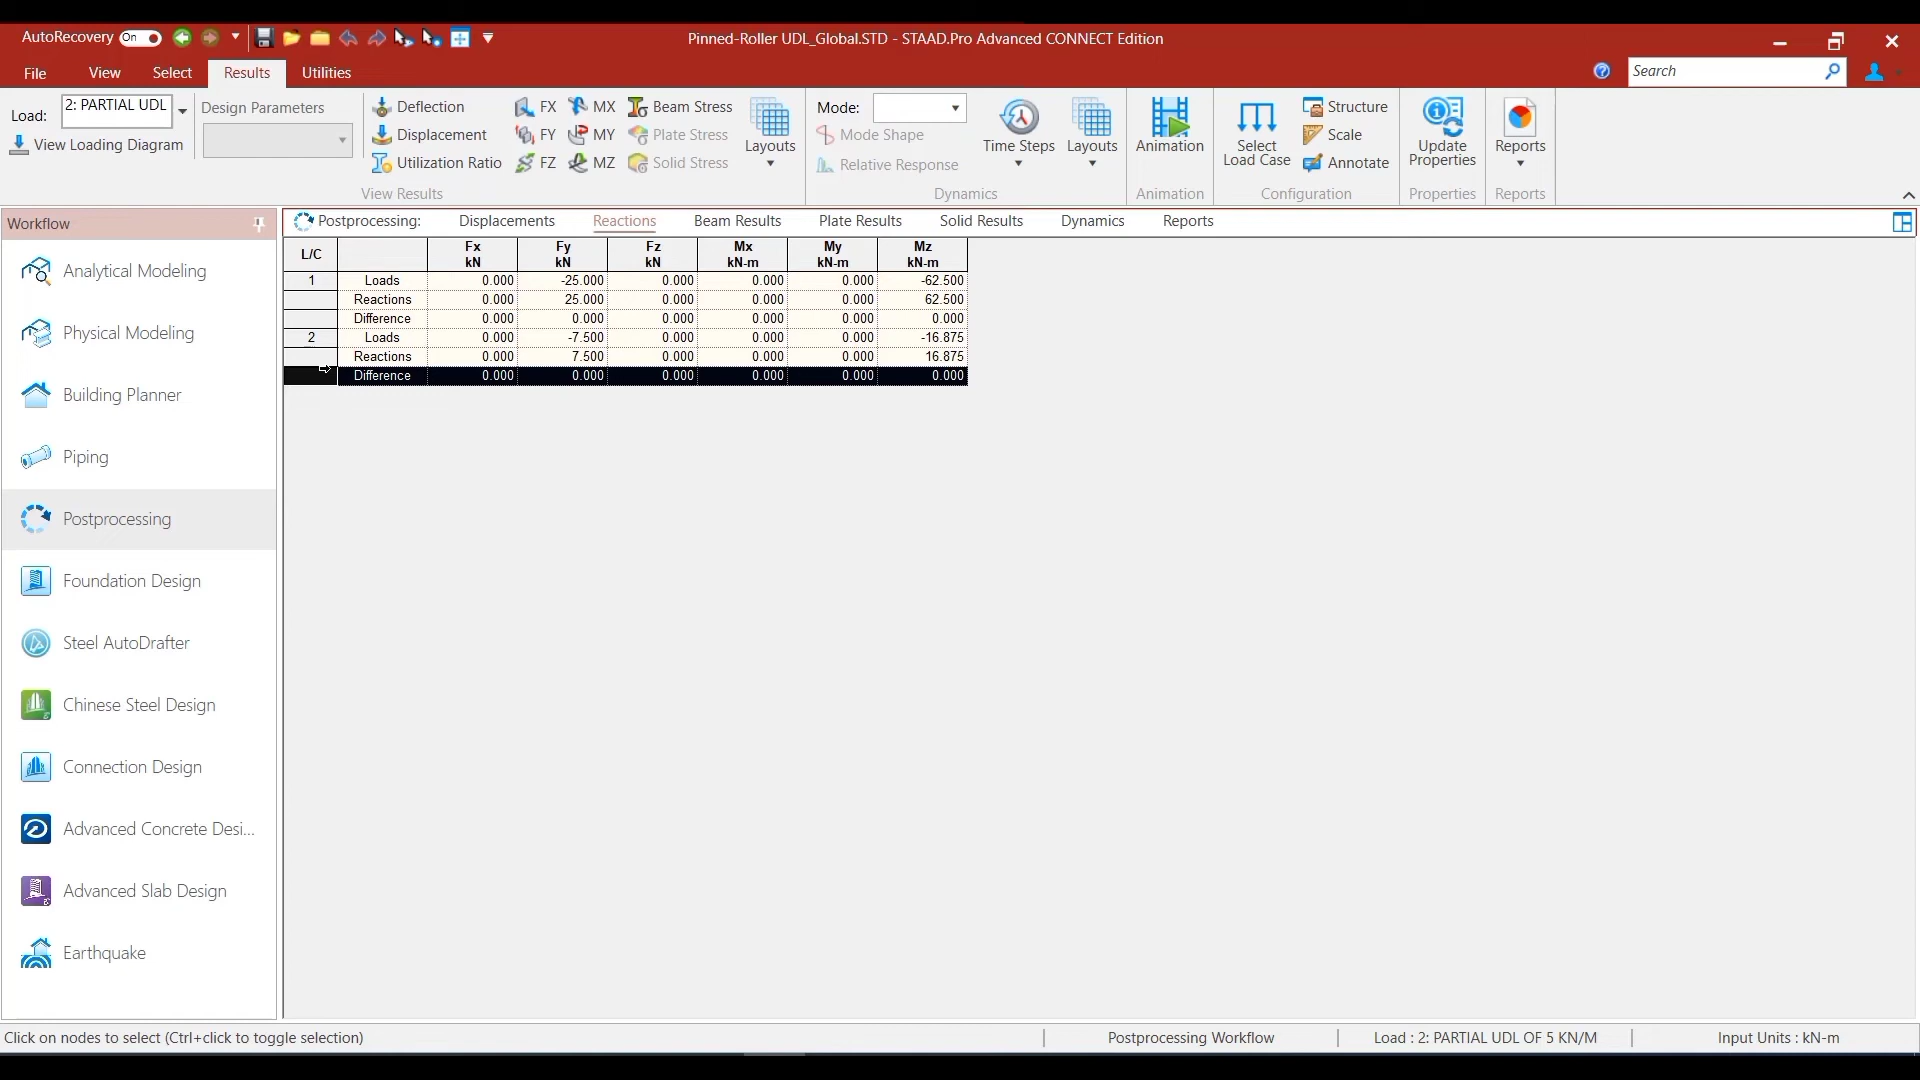 AutoRecovery On
Pinned-Roller UDL_Global.STD - STAAD.Pro Advanced CONNECT Edition
File View Select Results Utilities
Search
Load: 2: PARTIAL UDL
View Loading Diagram
Design Parameters
Deflection
Displacement
Utilization Ratio
FX MX Beam Stress
FY MY Plate Stress
FZ MZ Solid Stress
Layouts
View Results
Mode:
Mode Shape
Relative Response
Time Steps
Layouts
Dynamics
Animation
Animation
Select
Load Case
Structure
Scale
Annotate
Configuration
Update
Properties
Properties
Reports
Reports
Workflow
Analytical Modeling
Physical Modeling
Building Planner
Piping
Postprocessing
Foundation Design
Steel AutoDrafter
Chinese Steel Design
Connection Design
Advanced Concrete Desi...
Advanced Slab Design
Earthquake
Postprocessing: Displacements Reactions Beam Results Plate Results Solid Results Dynamics Reports
L/C Fx kN Fy kN Fz kN Mx kN-m My kN-m Mz kN-m
1 Loads 0.000 -25.000 0.000 0.000 0.000 -62.500
Reactions 0.000 25.000 0.000 0.000 0.000 62.500
Difference 0.000 0.000 0.000 0.000 0.000 0.000
2 Loads 0.000 -7.500 0.000 0.000 0.000 -16.875
Reactions 0.000 7.500 0.000 0.000 0.000 16.875
Difference 0.000 0.000 0.000 0.000 0.000 0.000
Click on nodes to select (Ctrl+click to toggle selection)
Postprocessing Workflow
Load : 2: PARTIAL UDL OF 5 KN/M
Input Units : kN-m